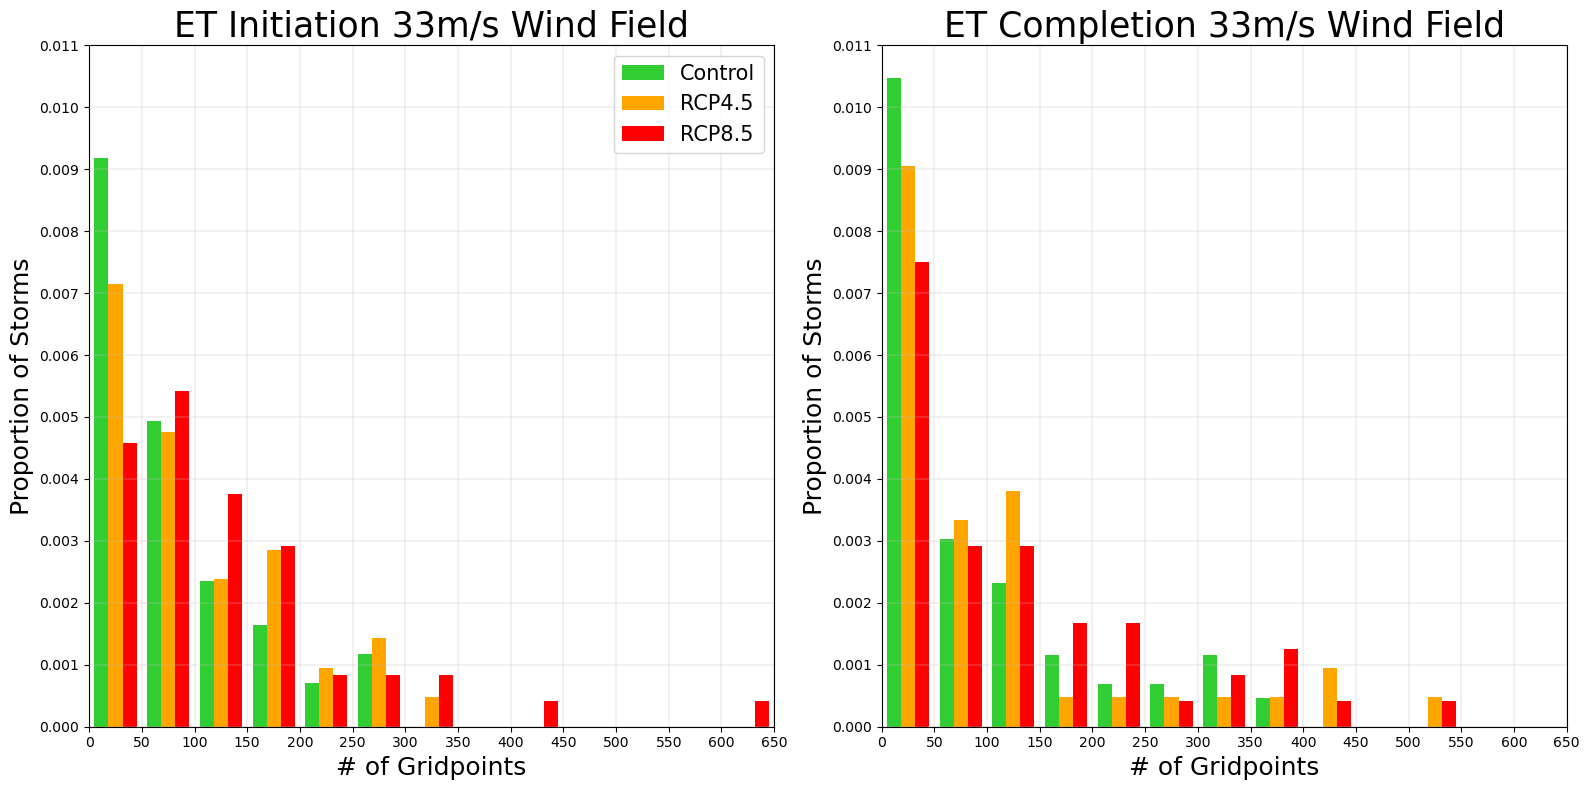 ET Initiation 33m/s Wind Field
0.011
0.010
0.009
0.008
0.007
0.006
0.005
0.004
0.003
0.002
0.001
0.000
Proportion of Storms
Control
RCP4.5
RCP8.5
0 50 100 150 200 250 300 350 400 450 500 550 600 650
# of Gridpoints
ET Completion 33m/s Wind Field
0.011
0.010
0.009
0.008
0.007
0.006
0.005
0.004
0.003
0.002
0.001
0.000
Proportion of Storms
0 50 100 150 200 250 300 350 400 450 500 550 600 650
# of Gridpoints